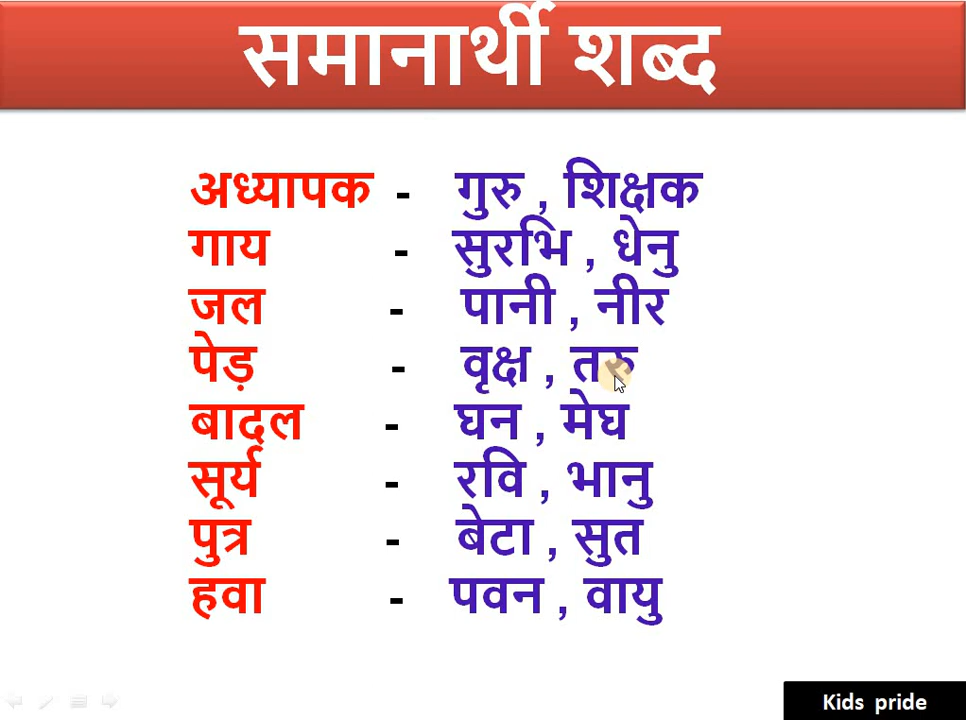 समानार्थी शब्द
अध्यापक - गुरु , शिक्षक
गाय - सुरभि , धेनु
जल - पानी , नीर
पेड़ - वृक्ष , तरु
बादल - घन , मेघ
सूर्य - रवि , भानु
पुत्र - बेटा , सुत
हवा - पवन , वायु
Kids pride